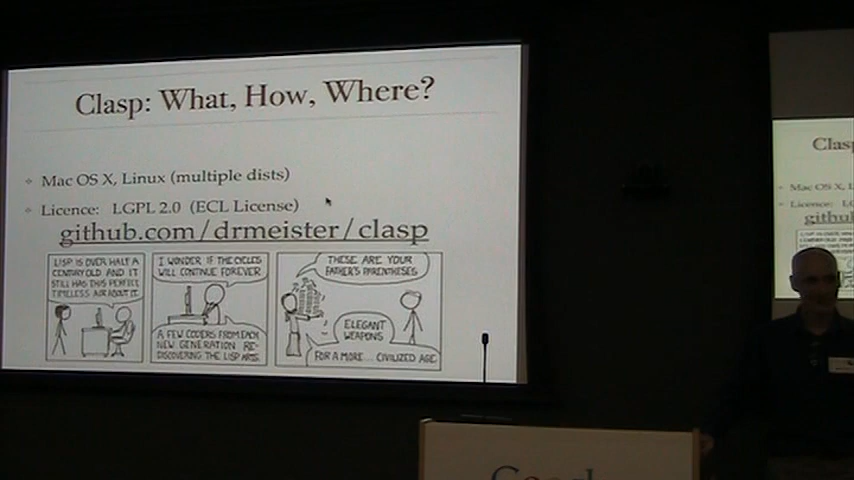 Clasp: What, How, Where?
Mac OS X, Linux (multiple dists)
Licence: LGPL 2.0 (ECL License)
github.com/drmeister/clasp
LISP IS OVER HALF A
CENTURY OLD AND IT
STILL HAS THIS PERFECT,
TIMELESS AIR ABOUT IT.
I WONDER IF THE CYCLES
WILL CONTINUE FOREVER.
A FEW CODERS FROM EACH
NEW GENERATION RE-
DISCOVERING THE LISP ARTS.
THESE ARE YOUR
FATHER'S PARENTHESES
ELEGANT
WEAPONS
FOR A MORE... CIVILIZED AGE.
Clasp
Mac OS X, L
Licence: LG
github